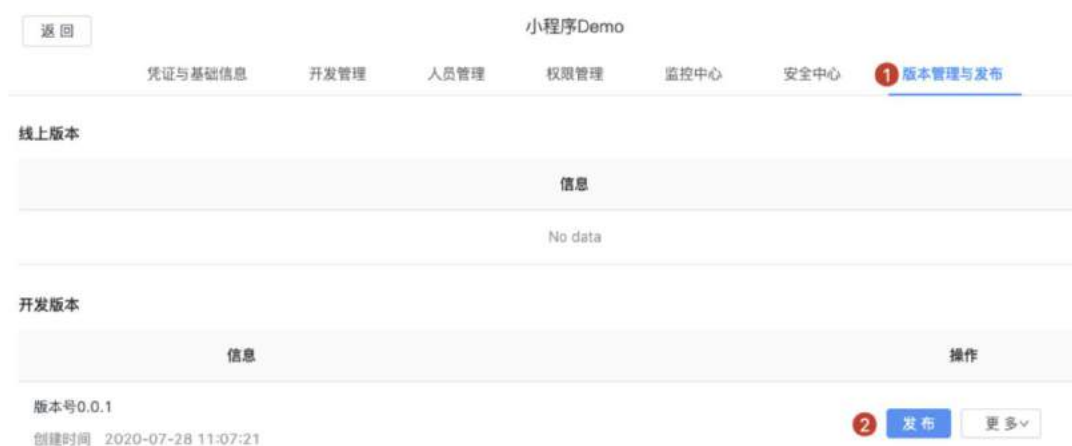 返 回
小程序Demo
凭证与基础信息 开发管理 人员管理 权限管理 监控中心 安全中心 1 版本管理与发布
线上版本
信息
No data
开发版本
信息 操作
版本号0.0.1
2 发 布 更 多
创建时间 2020-07-28 11:07:21